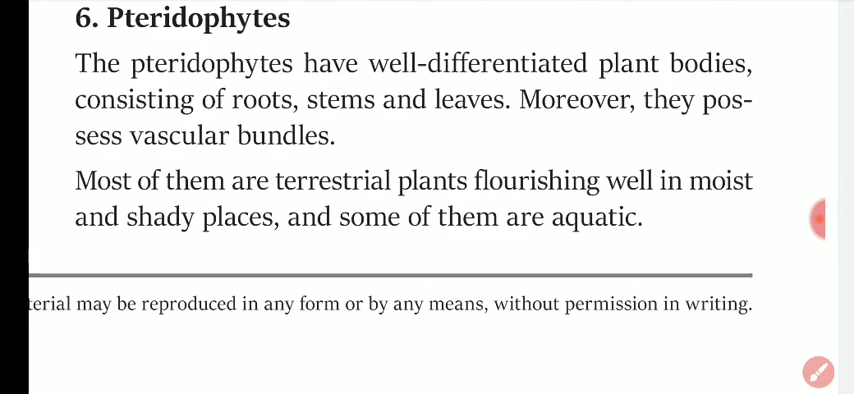 6. Pteridophytes
The pteridophytes have well-differentiated plant bodies,
consisting of roots, stems and leaves. Moreover, they pos-
sess vascular bundles.
Most of them are terrestrial plants flourishing well in moist
and shady places, and some of them are aquatic.
may be reproduced in any form or by any means, without permission in writing.